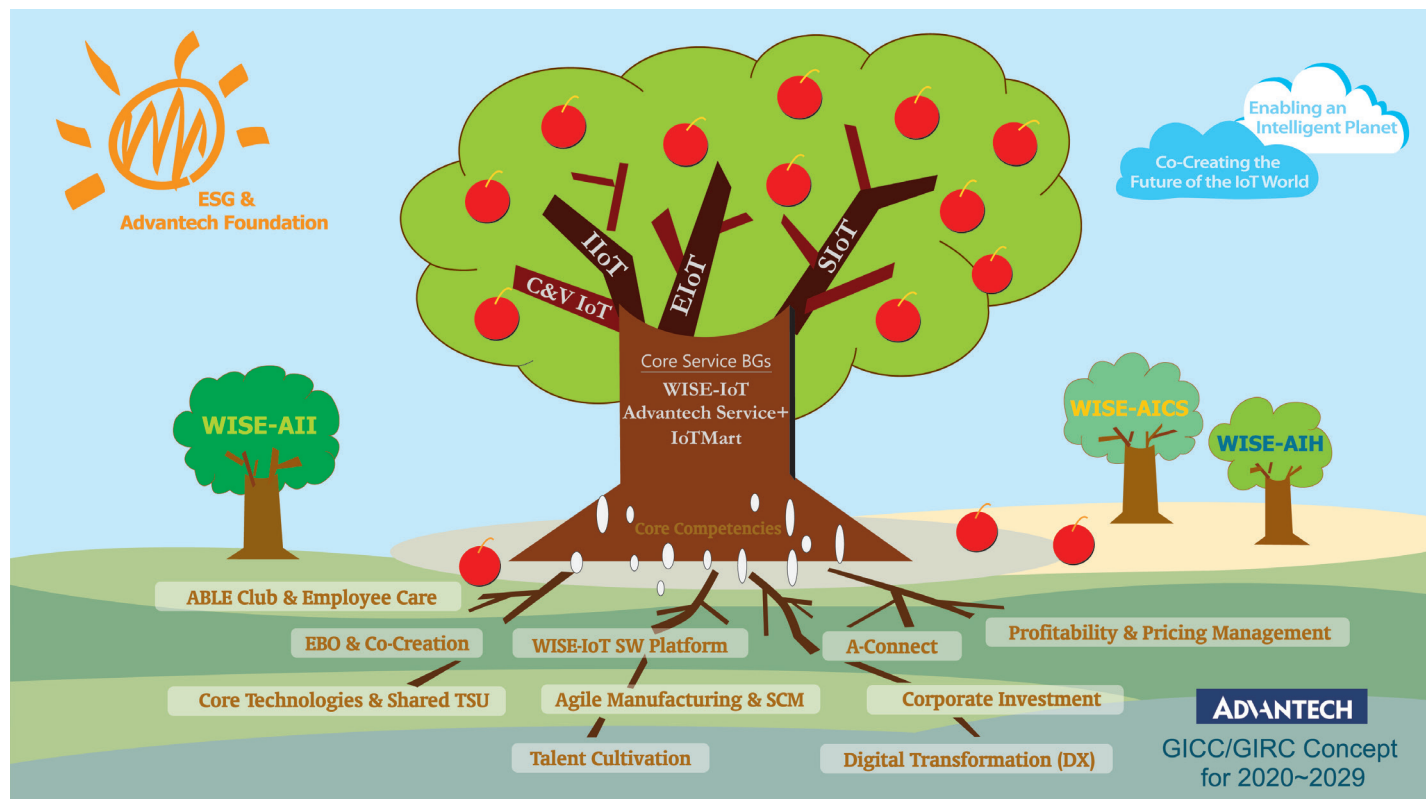 ESG &
Advantech Foundation
Enabling an
Intelligent Planet
Co-Creating the
Future of the IoT World
IIoT
EIoT
SIoT
C&V IoT
Core Service BGs
WISE-IoT
Advantech Service+
IoTMart
WISE-AII
WISE-AICS
WISE-AIH
Core Competencies
ABLE Club & Employee Care
EBO & Co-Creation
WISE-IoT SW Platform
A-Connect
Profitability & Pricing Management
Core Technologies & Shared TSU
Agile Manufacturing & SCM
Corporate Investment
Talent Cultivation
Digital Transformation (DX)
ADVANTECH
GICC/GIRC Concept
for 2020~2029